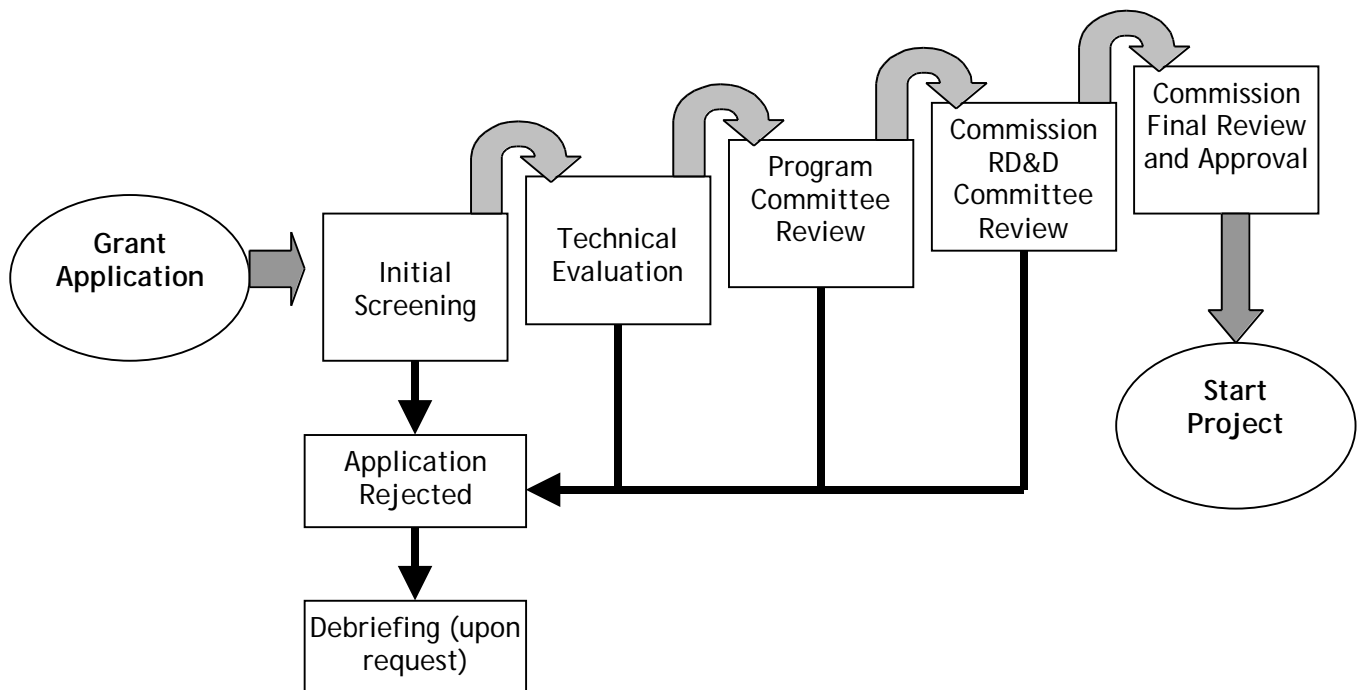 Grant
Application
Initial
Screening
Technical
Evaluation
Program
Committee
Review
Commission
RD&D
Committee
Review
Commission
Final Review
and Approval
Start
Project
Application
Rejected
Debriefing (upon
request)